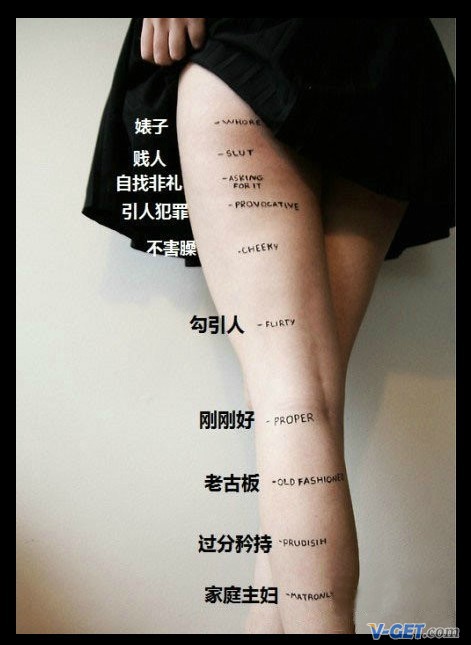 婊子 -WHORE
贱人 -SLUT
自找非礼 -ASKING
FOR IT
引人犯罪 -PROVOCATIVE
不害臊 -CHEEKY
勾引人 -FLIRTY
刚刚好 -PROPER
老古板 -OLD FASHIONED
过分矜持 -PRUDISH
家庭主妇 -MATRONLY
V-GET.com